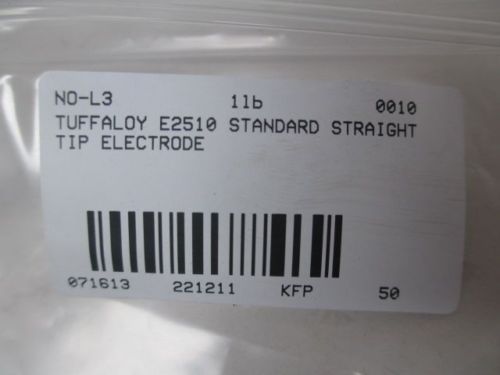 NO-L3 1lb 0010
TUFFALOY E2510 STANDARD STRAIGHT
TIP ELECTRODE
071613 221211 KFP 50